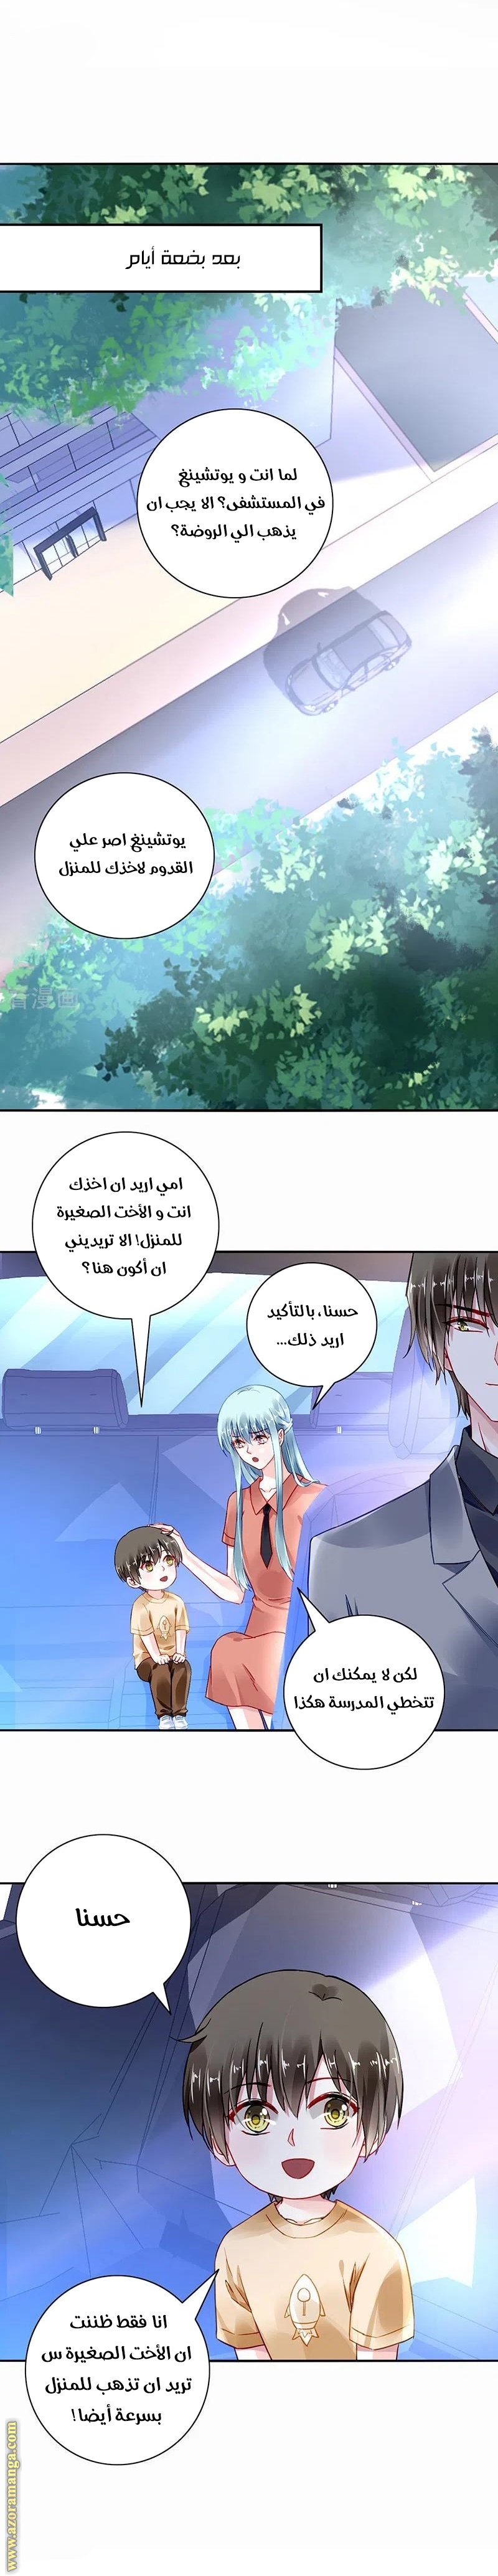 بعد بضعة أيام
لما انت و يوتشينغ
في المستشفى؟ الا يجب ان
يذهب الي الروضة؟
يوتشينغ اصر علي
القدوم لاخذك للمنزل
看漫画
امي اريد ان اخذك
انت و الأخت الصغيرة
للمنزل! الا تريديني
ان أكون هنا؟
حسنا، بالتأكيد
اريد ذلك...
لكن لا يمكنك ان
تتخطي المدرسة هكذا
حسنا
انا فقط ظننت
ان الأخت الصغيرة س
تريد ان تذهب للمنزل
بسرعة أيضا!
www.azoramanga.com